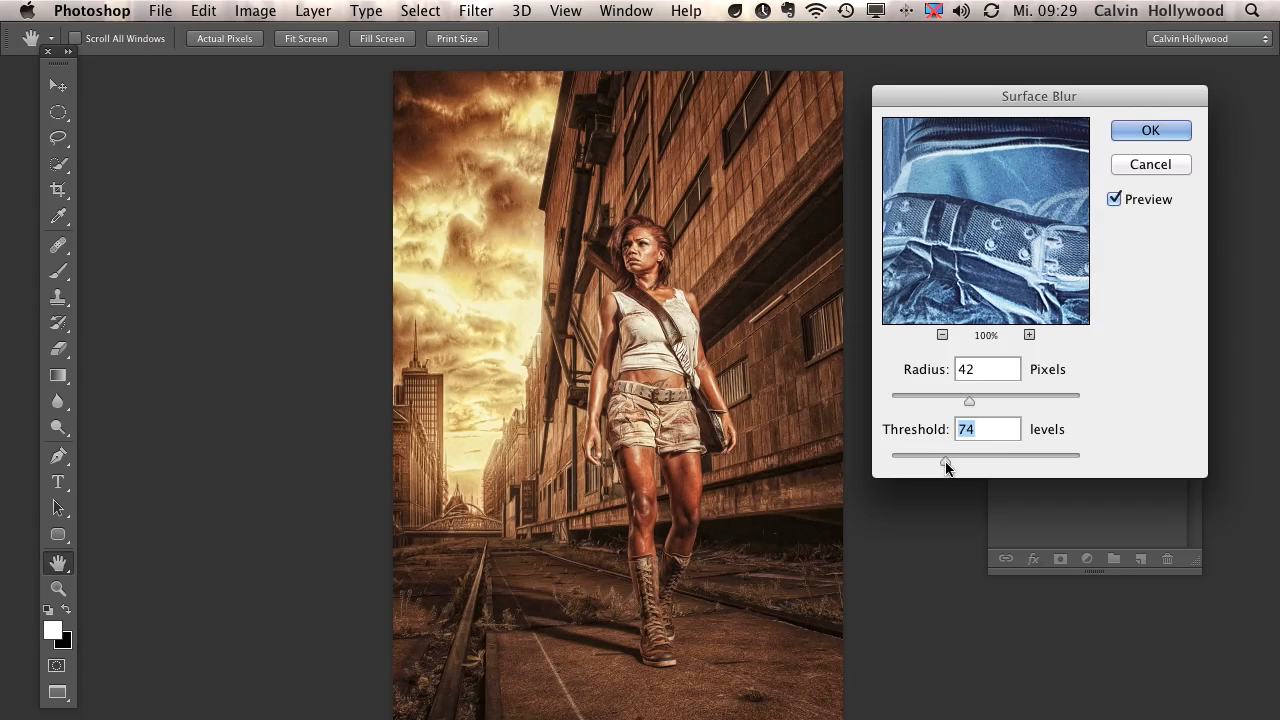 Photoshop File Edit Image Layer Type Select Filter 3D View Window Help Mi. 09:29 Calvin Hollywood
Scroll All Windows Actual Pixels Fit Screen Fill Screen Print Size Calvin Hollywood
Surface Blur
OK
Cancel
Preview
100%
Radius: 42 Pixels
Threshold: 74 levels
T
fx